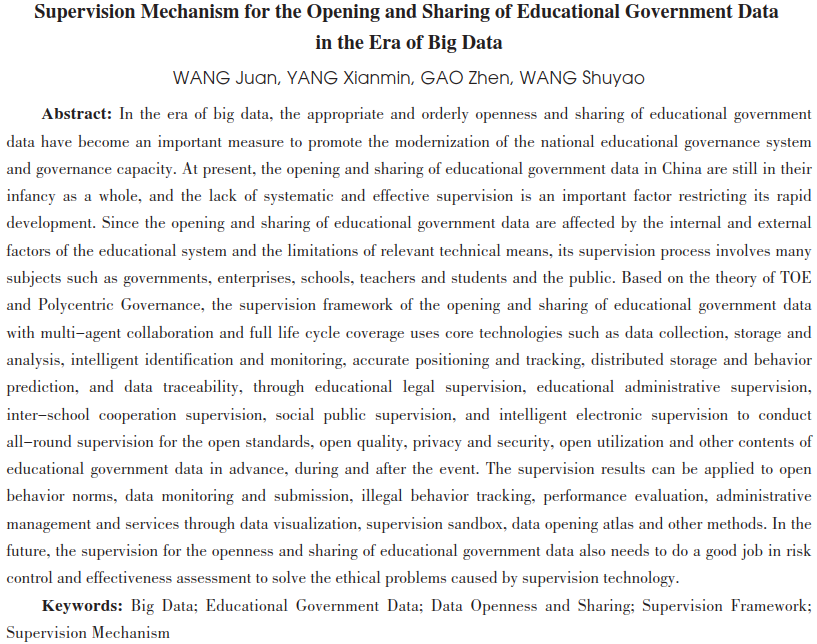 Supervision Mechanism for the Opening and Sharing of Educational Government Data
in the Era of Big Data
WANG Juan, YANG Xianmin, GAO Zhen, WANG Shuyao
Abstract: In the era of big data, the appropriate and orderly openness and sharing of educational government
data have become an important measure to promote the modernization of the national educational governance system
and governance capacity. At present, the opening and sharing of educational government data in China are still in their
infancy as a whole, and the lack of systematic and effective supervision is an important factor restricting its rapid
development. Since the opening and sharing of educational government data are affected by the internal and external
factors of the educational system and the limitations of relevant technical means, its supervision process involves many
subjects such as governments, enterprises, schools, teachers and students and the public. Based on the theory of TOE
and Polycentric Governance, the supervision framework of the opening and sharing of educational government data
with multi-agent collaboration and full life cycle coverage uses core technologies such as data collection, storage and
analysis, intelligent identification and monitoring, accurate positioning and tracking, distributed storage and behavior
prediction, and data traceability, through educational legal supervision, educational administrative supervision,
inter-school cooperation supervision, social public supervision, and intelligent electronic supervision to conduct
all-round supervision for the open standards, open quality, privacy and security, open utilization and other contents of
educational government data in advance, during and after the event. The supervision results can be applied to open
behavior norms, data monitoring and submission, illegal behavior tracking, performance evaluation, administrative
management and services through data visualization, supervision sandbox, data opening atlas and other methods. In the
future, the supervision for the openness and sharing of educational government data also needs to do a good job in risk
control and effectiveness assessment to solve the ethical problems caused by supervision technology.
Keywords: Big Data; Educational Government Data; Data Openness and Sharing; Supervision Framework;
Supervision Mechanism